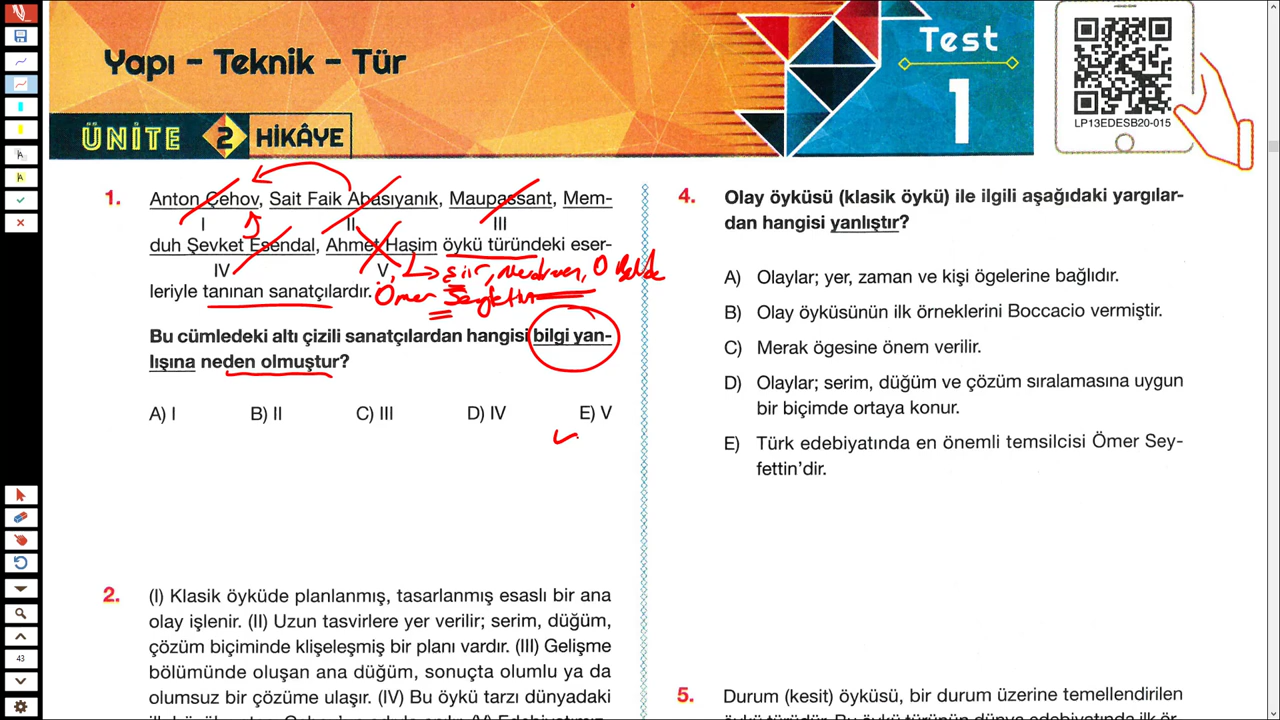 Yapı – Teknik – Tür
Test
1
ÜNİTE 2 HİKÂYE
LP13EDESB20-015
1. Anton Çehov, Sait Faik Abasıyanık, Maupassant, Mem-
I II III
duh Şevket Esendal, Ahmet Haşim öykü türündeki eser-
IV V
şiir, Merdiven, O Belde
leriyle tanınan sanatçılardır.
Ömer Seyfettin
Bu cümledeki altı çizili sanatçılardan hangisi bilgi yan-
lışına neden olmuştur?
A) I B) II C) III D) IV E) V
2. (I) Klasik öyküde planlanmış, tasarlanmış esaslı bir ana
olay işlenir. (II) Uzun tasvirlere yer verilir; serim, düğüm,
çözüm biçiminde klişeleşmiş bir planı vardır. (III) Gelişme
bölümünde oluşan ana düğüm, sonuçta olumlu ya da
olumsuz bir çözüme ulaşır. (IV) Bu öykü tarzı dünyadaki
4. Olay öyküsü (klasik öykü) ile ilgili aşağıdaki yargılar-
dan hangisi yanlıştır?
A) Olaylar; yer, zaman ve kişi ögelerine bağlıdır.
B) Olay öyküsünün ilk örneklerini Boccacio vermiştir.
C) Merak ögesine önem verilir.
D) Olaylar; serim, düğüm ve çözüm sıralamasına uygun
bir biçimde ortaya konur.
E) Türk edebiyatında en önemli temsilcisi Ömer Sey-
fettin'dir.
5. Durum (kesit) öyküsü, bir durum üzerine temellendirilen
43